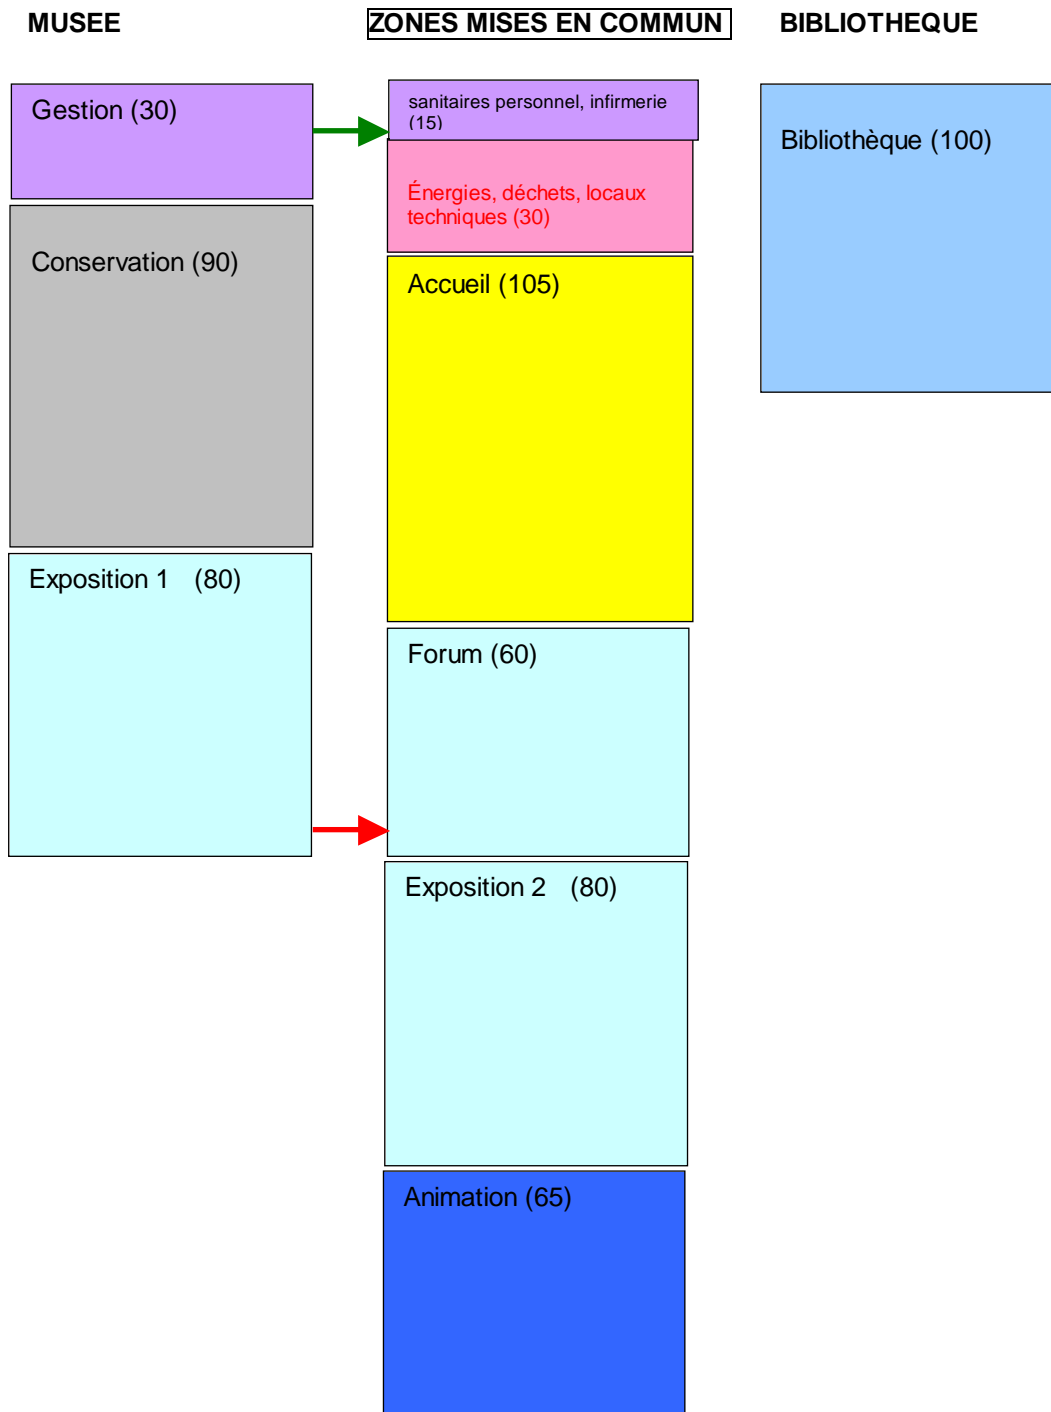 MUSEE
ZONES MISES EN COMMUN
BIBLIOTHEQUE
Gestion (30)
Conservation (90)
Exposition 1 (80)
sanitaires personnel, infirmerie
(15)
Énergies, déchets, locaux
techniques (30)
Accueil (105)
Forum (60)
Exposition 2 (80)
Animation (65)
Bibliothèque (100)